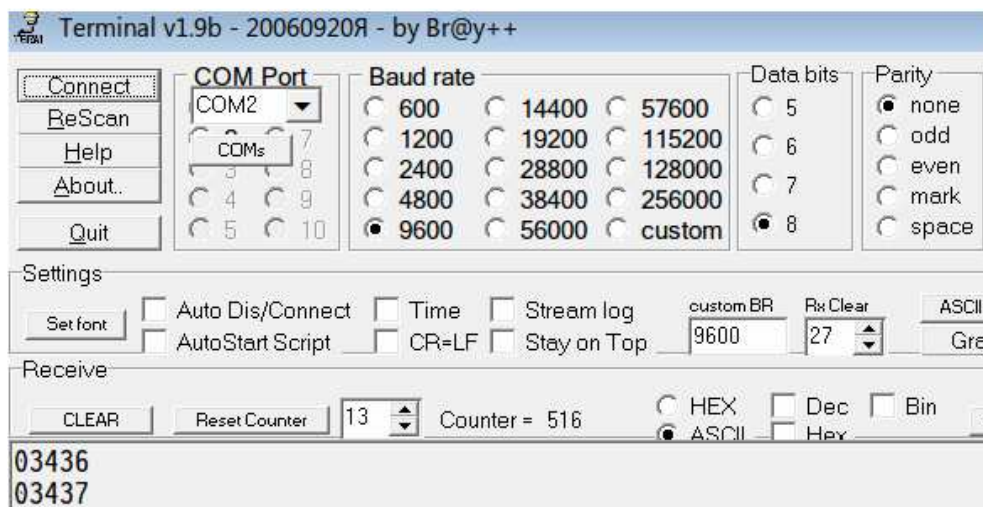 Terminal v1.9b - 20060920Я - by Br@y++
Connect
ReScan
Help
About..
Quit
COM Port
COM2
COMs
7
3 8
4 9
5 10
Baud rate
600 14400 57600
1200 19200 115200
2400 28800 128000
4800 38400 256000
9600 56000 custom
Data bits
5
6
7
8
Parity
none
odd
even
mark
space
Settings
Set font
Auto Dis/Connect
AutoStart Script
Time
CR=LF
Stream log
Stay on Top
custom BR
9600
Rx Clear
27
ASCII
Gra
Receive
CLEAR
Reset Counter
13
Counter = 516
HEX
ASCII
Dec
Hex
Bin
03436
03437